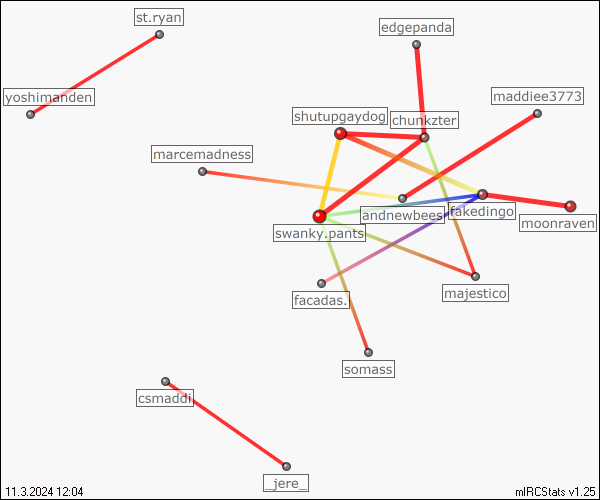 st.ryan
edgepanda
yoshimanden
maddiee3773
shutupgaydog
chunkzter
marcemadness
andnewbees
fakedingo
moonraven
swanky.pants
facadas.
majestico
somass
csmaddi
_jere_
11.3.2024 12:04
mIRCStats v1.25